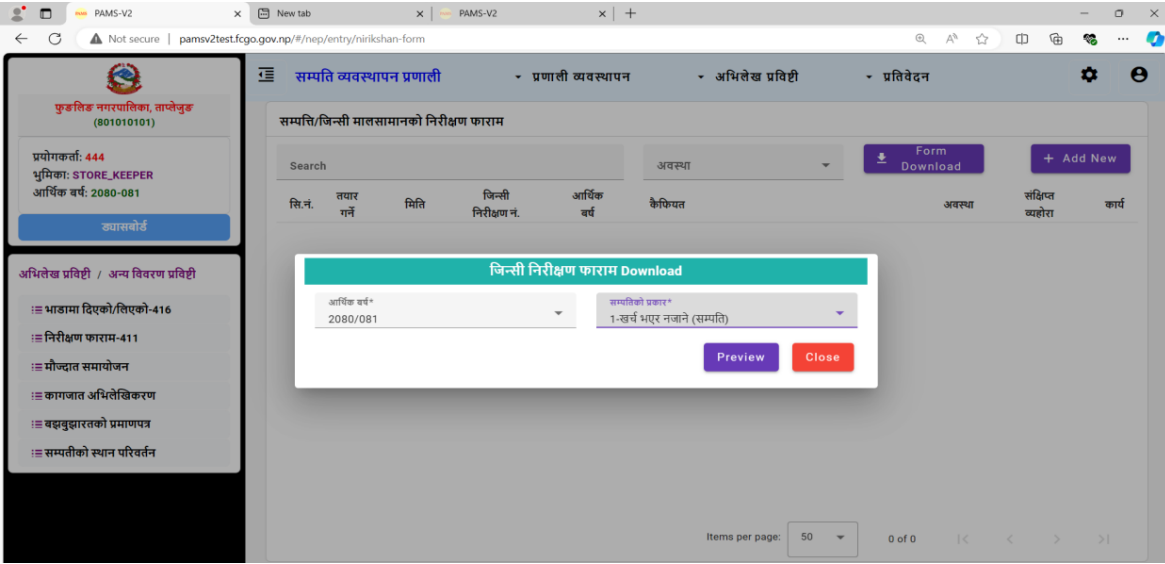 PAMS-V2
New tab
PAMS-V2
Not secure
pamsv2test.fcgo.gov.np/#/nep/entry/nirikshan-form
फुङलिङ नगरपालिका, ताप्लेजुङ
(801010101)
प्रयोगकर्ता: 444
भुमिका: STORE_KEEPER
आर्थिक बर्ष: 2080-081
ड्यासबोर्ड
अभिलेख प्रविष्टी / अन्य विवरण प्रविष्टी
भाडामा दिएको/लिएको-416
निरीक्षण फाराम-411
मौज्दात समायोजन
कागजात अभिलेखिकरण
बझबुझारतको प्रमाणपत्र
सम्पतीको स्थान परिवर्तन
सम्पति व्यवस्थापन प्रणाली
प्रणाली व्यवस्थापन
अभिलेख प्रविष्टी
प्रतिवेदन
सम्पत्ति/जिन्सी मालसामानको निरीक्षण फाराम
Search
अवस्था
Form
Download
+ Add New
सि.नं.
तयार
गर्ने
मिति
जिन्सी
निरीक्षण नं.
आर्थिक
बर्ष
कैफियत
अवस्था
संक्षिप्त
व्यहोरा
कार्य
जिन्सी निरीक्षण फाराम Download
आर्थिक बर्ष*
2080/081
सम्पतिको प्रकार*
1-खर्च भएर नजाने (सम्पति)
Preview
Close
Items per page:
50
0 of 0